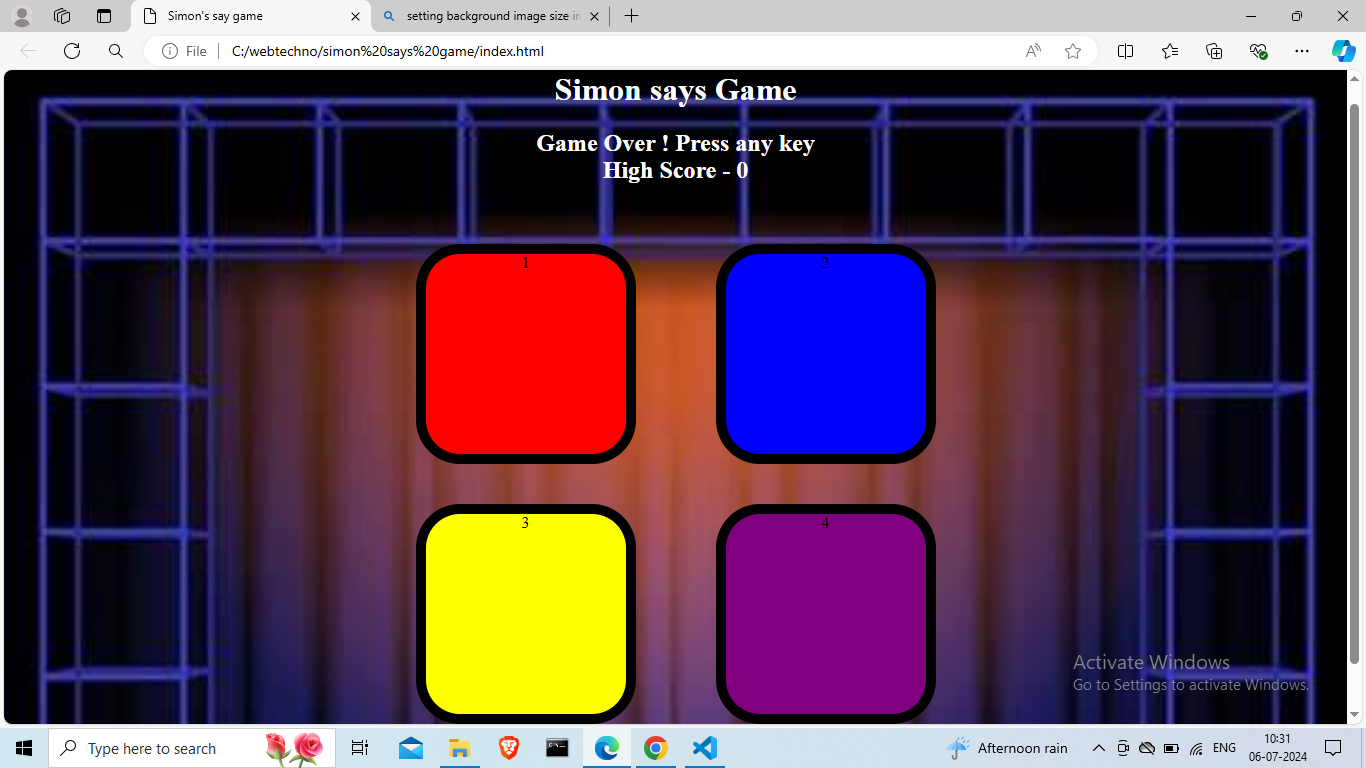 Simon's say game
setting background image size in
File
C:/webtechno/simon%20says%20game/index.html
Simon says Game
Game Over ! Press any key
High Score - 0
1
2
3
4
Activate Windows
Go to Settings to activate Windows.
Type here to search
Afternoon rain
ENG
10:31
06-07-2024